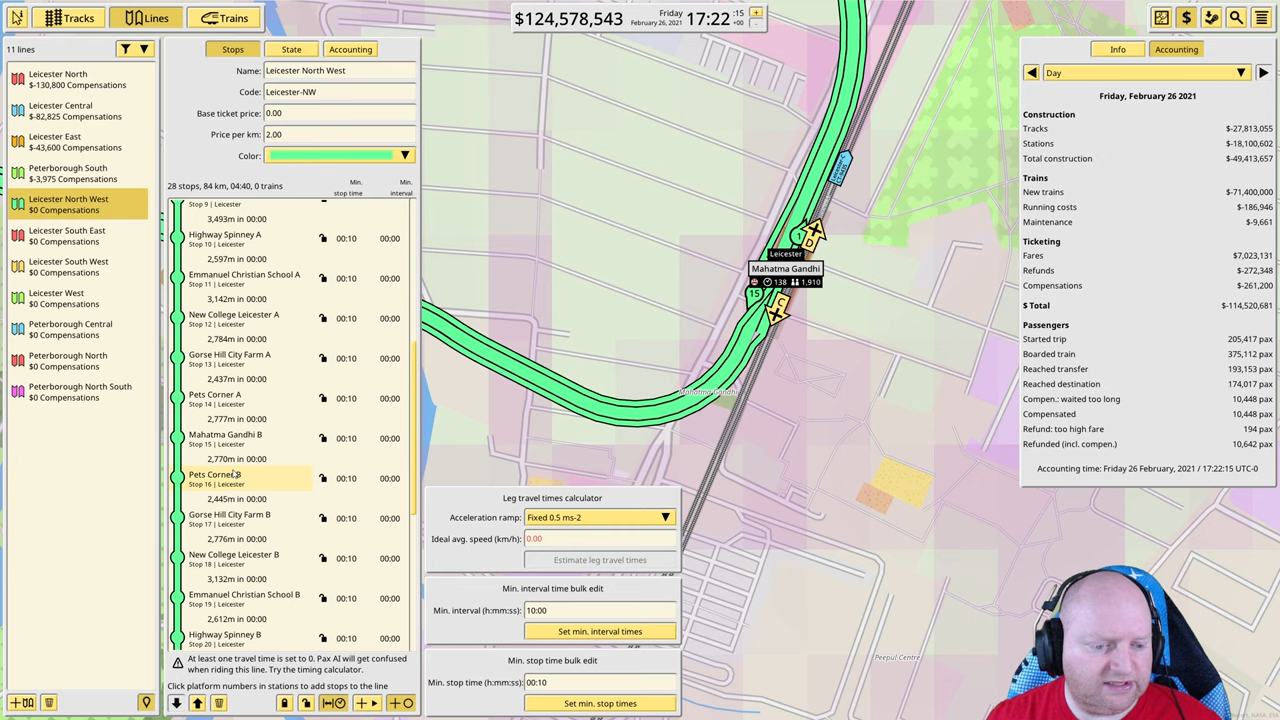 Tracks
Lines
Trains
$124,578,543
Friday
February 26, 2021
17:22 :15
+00
11 lines
Leicester North
$-130,800 Compensations
Leicester Central
$-82,825 Compensations
Leicester East
$-43,600 Compensations
Peterborough South
$-3,975 Compensations
Leicester North West
$0 Compensations
Leicester South East
$0 Compensations
Leicester South West
$0 Compensations
Leicester West
$0 Compensations
Peterborough Central
$0 Compensations
Peterborough North
$0 Compensations
Peterborough North South
$0 Compensations
Stops
State
Accounting
Name: Leicester North West
Code: Leicester-NW
Base ticket price: 0.00
Price per km: 2.00
Color:
28 stops, 84 km, 04:40, 0 trains
Min. stop time
Min. interval
Stop 9 | Leicester
3,493m in 00:00
Highway Spinney A 00:10 00:00
Stop 10 | Leicester
2,597m in 00:00
Emmanuel Christian School A 00:10 00:00
Stop 11 | Leicester
3,142m in 00:00
New College Leicester A 00:10 00:00
Stop 12 | Leicester
2,784m in 00:00
Gorse Hill City Farm A 00:10 00:00
Stop 13 | Leicester
2,437m in 00:00
Pets Corner A 00:10 00:00
Stop 14 | Leicester
2,777m in 00:00
Mahatma Gandhi B 00:10 00:00
Stop 15 | Leicester
2,770m in 00:00
Pets Corner B 00:10 00:00
Stop 16 | Leicester
2,445m in 00:00
Gorse Hill City Farm B 00:10 00:00
Stop 17 | Leicester
2,776m in 00:00
New College Leicester B 00:10 00:00
Stop 18 | Leicester
3,132m in 00:00
Emmanuel Christian School B 00:10 00:00
Stop 19 | Leicester
2,612m in 00:00
Highway Spinney B 00:10 00:00
Stop 20 | Leicester
At least one travel time is set to 0. Pax AI will get confused
when riding this line. Try the timing calculator.
Click platform numbers in stations to add stops to the line
1
D
Leicester
Mahatma Gandhi
138 1,910
15
C
Mahatma Gandhi
Peepul Centre
Leg travel times calculator
Acceleration ramp: Fixed 0.5 ms-2
Ideal avg. speed (km/h): 0.00
Estimate leg travel times
Min. interval time bulk edit
Min. interval (h:mm:ss): 10:00
Set min. interval times
Min. stop time bulk edit
Min. stop time (h:mm:ss): 00:10
Set min. stop times
Info
Accounting
Day
Friday, February 26 2021
Construction
Tracks $-27,813,055
Stations $-18,100,602
Total construction $-49,413,657
Trains
New trains $-71,400,000
Running costs $-186,946
Maintenance $-9,661
Ticketing
Fares $7,023,131
Refunds $-272,348
Compensations $-261,200
$ Total $-114,520,681
Passengers
Started trip 205,417 pax
Boarded train 375,112 pax
Reached transfer 193,153 pax
Reached destination 174,017 pax
Compen.: waited too long 10,448 pax
Compensated 10,448 pax
Refund: too high fare 194 pax
Refunded (incl. compen.) 10,642 pax
Accounting time: Friday 26 February, 2021 / 17:22:15 UTC-0